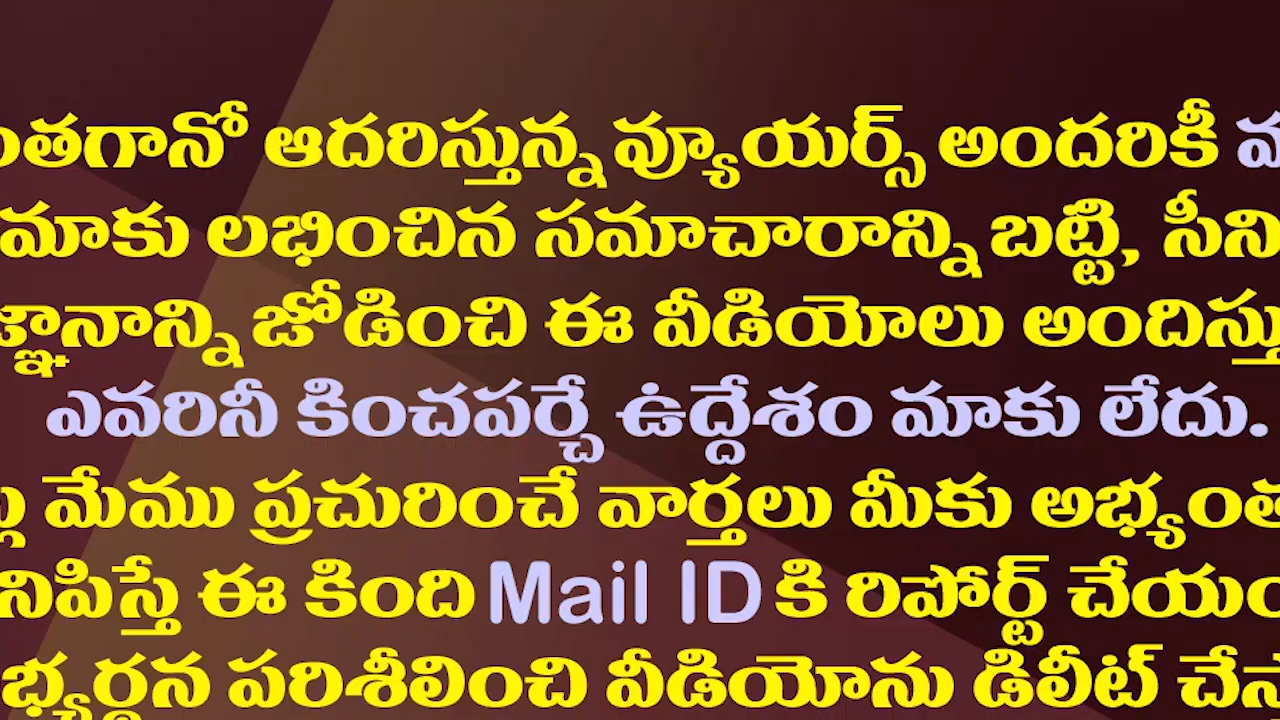 ఆదరిస్తున్న వ్యూయర్స్ అందరికీ
మాకు లభించిన సమాచారాన్ని బట్టి,
జోడించి ఈ వీడియోలు
ఎవరినీ కించపర్చే ఉద్దేశం మాకు లేదు.
మేము ప్రచురించే వార్తలు మీకు
ఈ కింది Mail ID కి రిపోర్ట్
పరిశీలించి వీడియోను డిలీట్